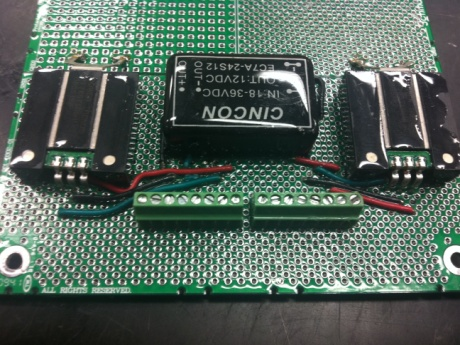 CINCON
IN:18-36VDC
OUT:12VDC
EC7A-24S12
OUT+
OUT-
ALL RIGHTS RESERVED